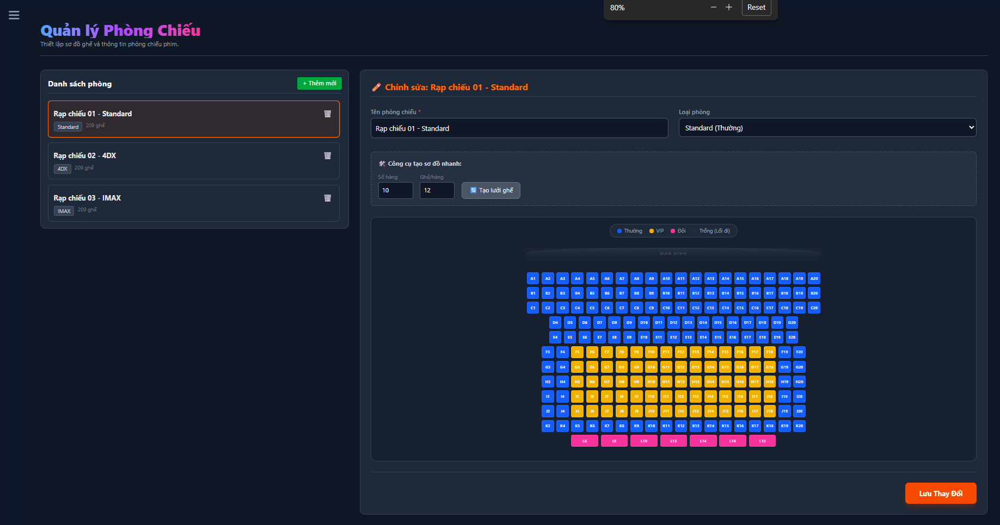 80%
Reset
Quản lý Phòng Chiếu
Thiết lập sơ đồ ghế và thông tin phòng chiếu phim.
Danh sách phòng
+ Thêm mới
Rạp chiếu 01 - Standard
Standard 209 ghế
Rạp chiếu 02 - 4DX
4DX 209 ghế
Rạp chiếu 03 - IMAX
IMAX 209 ghế
Chỉnh sửa: Rạp chiếu 01 - Standard
Tên phòng chiếu *
Rạp chiếu 01 - Standard
Loại phòng
Standard (Thường)
Công cụ tạo sơ đồ nhanh:
Số hàng
10
Ghế/hàng
12
Tạo lưới ghế
Thường VIP Đôi Trống (Lối đi)
MÀN HÌNH
A1 A2 A3 A4 A5 A6 A7 A8 A9 A10 A11 A12 A13 A14 A15 A16 A17 A18 A19 A20
B1 B2 B3 B4 B5 B6 B7 B8 B9 B10 B11 B12 B13 B14 B15 B16 B17 B18 B19 B20
C1 C2 C3 C4 C5 C6 C7 C8 C9 C10 C11 C12 C13 C14 C15 C16 C17 C18 C19 C20
D4 D5 D6 D7 D8 D9 D10 D11 D12 D13 D14 D15 D16 D17 D18 D19 D20
E4 E5 E6 E7 E8 E9 E10 E11 E12 E13 E14 E15 E16 E17 E18 E19 E20
F3 F4 F5 F6 F7 F8 F9 F10 F11 F12 F13 F14 F15 F16 F17 F18 F19 F20
G3 G4 G5 G6 G7 G8 G9 G10 G11 G12 G13 G14 G15 G16 G17 G18 G19 G20
H3 H4 H5 H6 H7 H8 H9 H10 H11 H12 H13 H14 H15 H16 H17 H18 H19 H20
I3 I4 I5 I6 I7 I8 I9 I10 I11 I12 I13 I14 I15 I16 I17 I18 I19 I20
J3 J4 J5 J6 J7 J8 J9 J10 J11 J12 J13 J14 J15 J16 J17 J18 J19 J20
K3 K4 K5 K6 K7 K8 K9 K10 K11 K12 K13 K14 K15 K16 K17 K18 K19 K20
L6 L8 L10 L12 L14 L16 L18
Lưu Thay Đổi